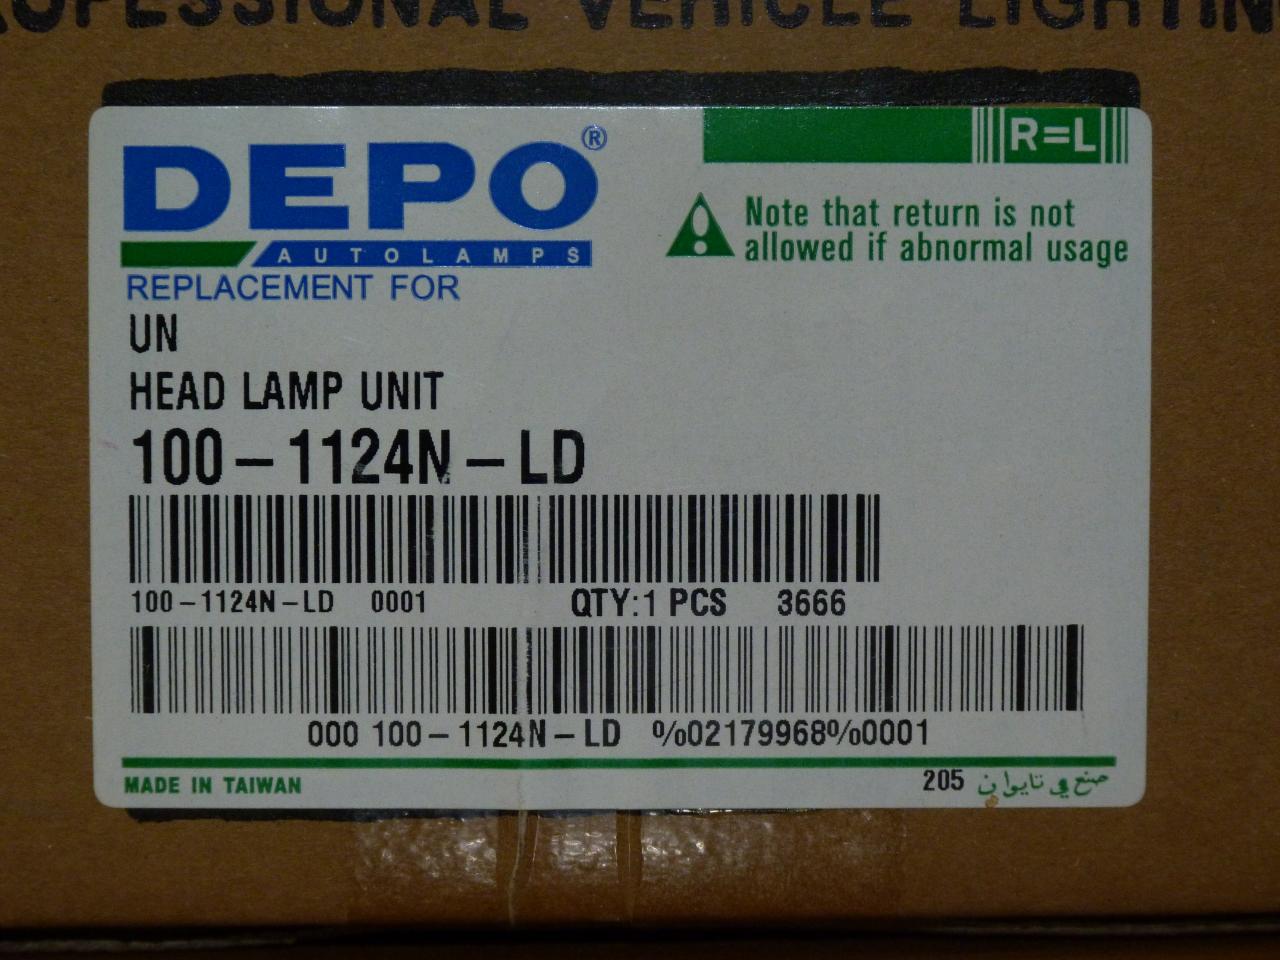 PROFESSIONAL VEHICLE LIGHTIN
DEPO®
AUTOLAMPS
R=L
Note that return is not
allowed if abnormal usage
REPLACEMENT FOR
UN
HEAD LAMP UNIT
100-1124N-LD
100-1124N-LD 0001 QTY:1 PCS 3666
000 100-1124N-LD %02179968%0001
MADE IN TAIWAN 205 صنع في تايوان